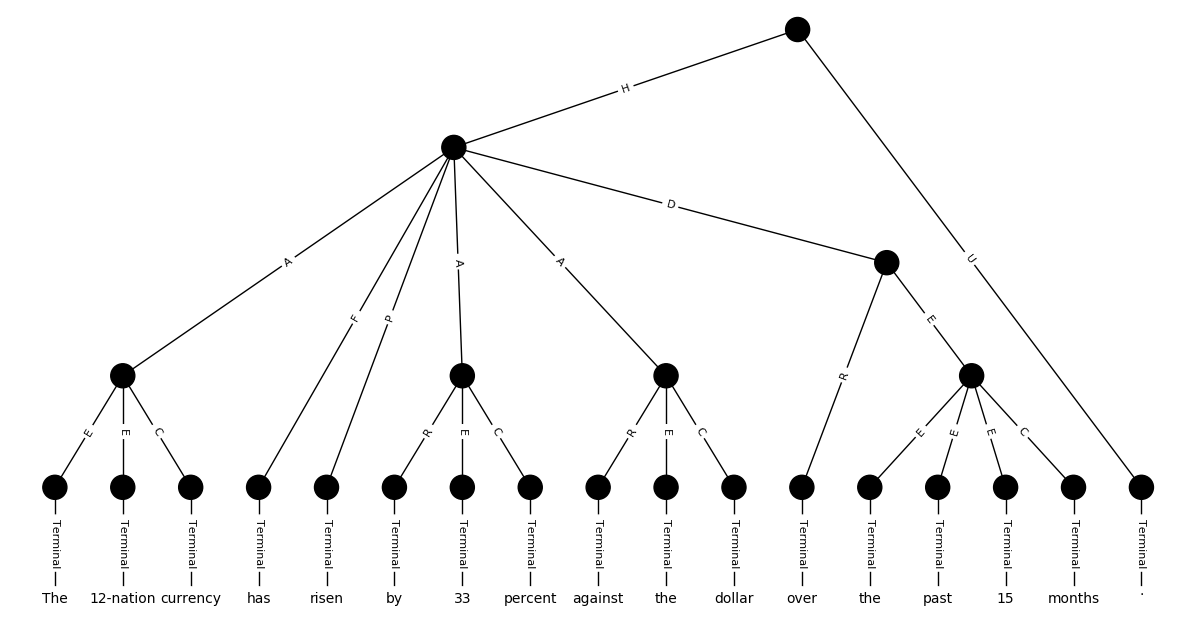 H
U
A
F
P
A
A
D
R
E
E
E
C
R
E
C
R
E
C
E
E
E
C
Terminal Terminal Terminal Terminal Terminal Terminal Terminal Terminal Terminal Terminal Terminal Terminal Terminal Terminal Terminal Terminal Terminal
The 12-nation currency has risen by 33 percent against the dollar over the past 15 months .